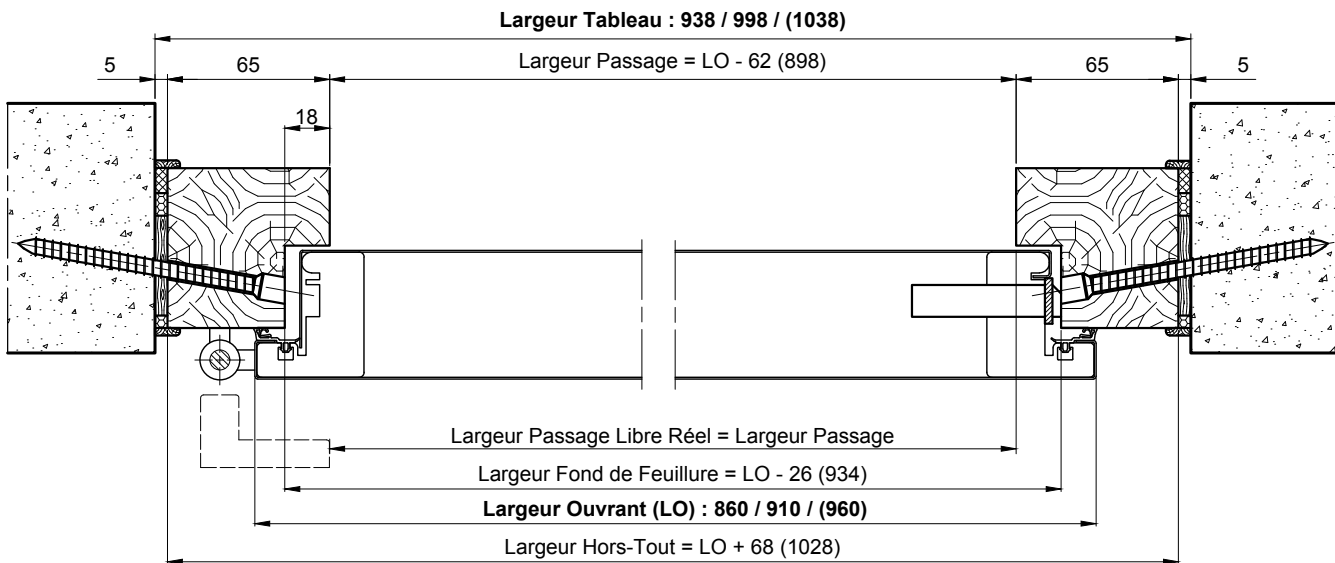 Largeur Tableau : 938 / 998 / (1038)
Largeur Passage = LO - 62 (898)
5
65
65
5
18
Largeur Passage Libre Réel = Largeur Passage
Largeur Fond de Feuillure = LO - 26 (934)
Largeur Ouvrant (LO) : 860 / 910 / (960)
Largeur Hors-Tout = LO + 68 (1028)